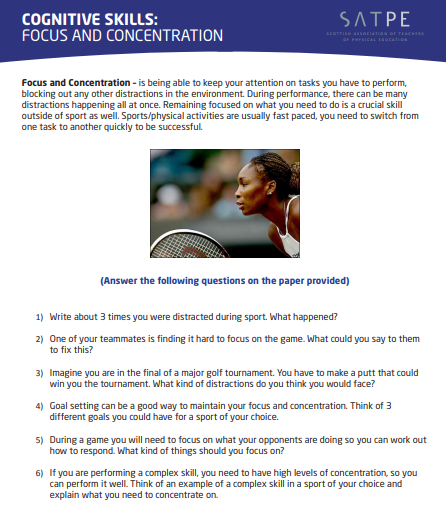 COGNITIVE SKILLS:
FOCUS AND CONCENTRATION
SATPE
SCOTTISH ASSOCIATION OF TEACHERS
OF PHYSICAL EDUCATION
Focus and Concentration – is being able to keep your attention on tasks you have to perform,
blocking out any other distractions in the environment. During performance, there can be many
distractions happening all at once. Remaining focused on what you need to do is a crucial skill
outside of sport as well. Sports/physical activities are usually fast paced, you need to switch from
one task to another quickly to be successful.
(Answer the following questions on the paper provided)
1) Write about 3 times you were distracted during sport. What happened?
2) One of your teammates is finding it hard to focus on the game. What could you say to them
to fix this?
3) Imagine you are in the final of a major golf tournament. You have to make a putt that could
win you the tournament. What kind of distractions do you think you would face?
4) Goal setting can be a good way to maintain your focus and concentration. Think of 3
different goals you could have for a sport of your choice.
5) During a game you will need to focus on what your opponents are doing so you can work out
how to respond. What kind of things should you focus on?
6) If you are performing a complex skill, you need to have high levels of concentration, so you
can perform it well. Think of an example of a complex skill in a sport of your choice and
explain what you need to concentrate on.